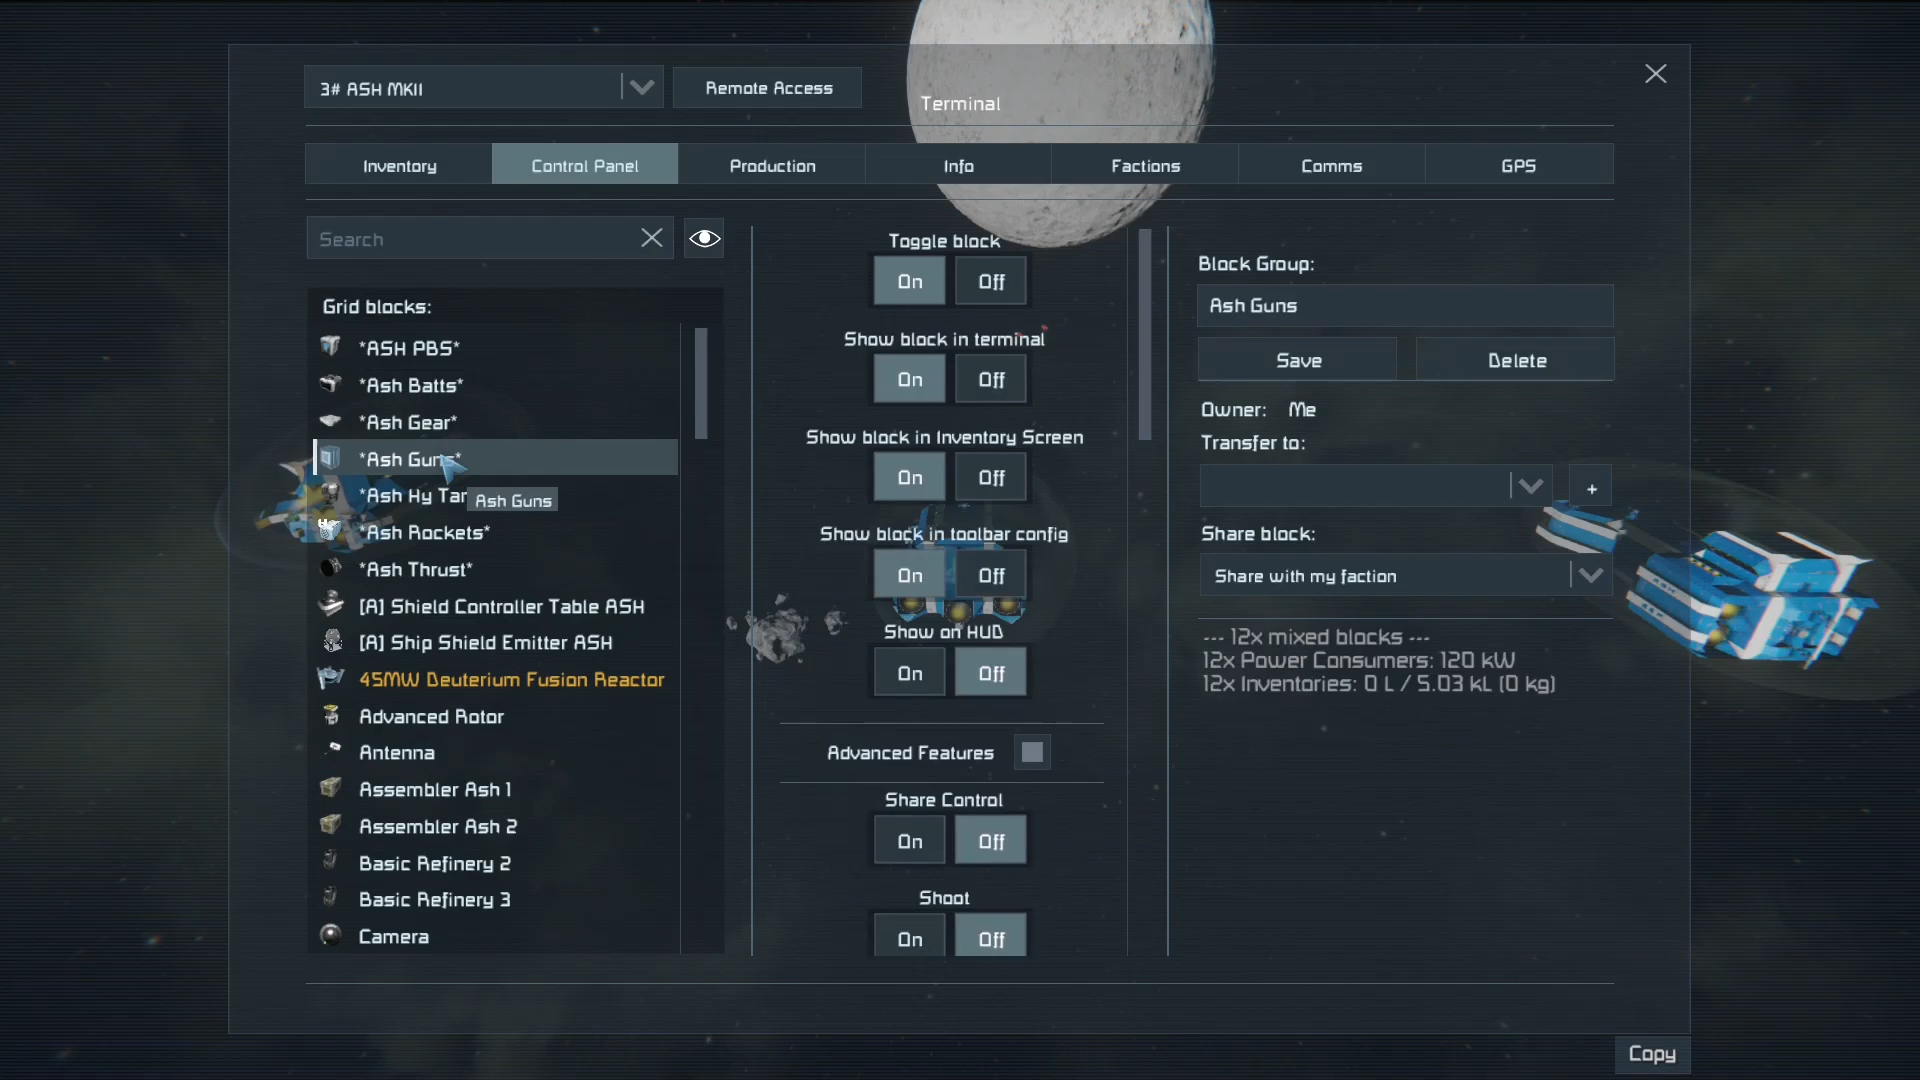 3# ASH MKII
Remote Access
Terminal
Inventory
Control Panel
Production
Info
Factions
Comms
GPS
Search
Grid blocks:
*ASH PBS*
*Ash Batts*
*Ash Gear*
*Ash Guns*
*Ash Hy Tan
Ash Guns
*Ash Rockets*
*Ash Thrust*
[A] Shield Controller Table ASH
[A] Ship Shield Emitter ASH
45MW Deuterium Fusion Reactor
Advanced Rotor
Antenna
Assembler Ash 1
Assembler Ash 2
Basic Refinery 2
Basic Refinery 3
Camera
Toggle block
On Off
Show block in terminal
On Off
Show block in Inventory Screen
On Off
Show block in toolbar config
On Off
Show on HUD
On Off
Advanced Features
Share Control
On Off
Shoot
On Off
Block Group:
Ash Guns
Save
Delete
Owner: Me
Transfer to:
+
Share block:
Share with my faction
--- 12x mixed blocks ---
12x Power Consumers: 120 kW
12x Inventories: 0 L / 5.03 kL (0 kg)
Copy